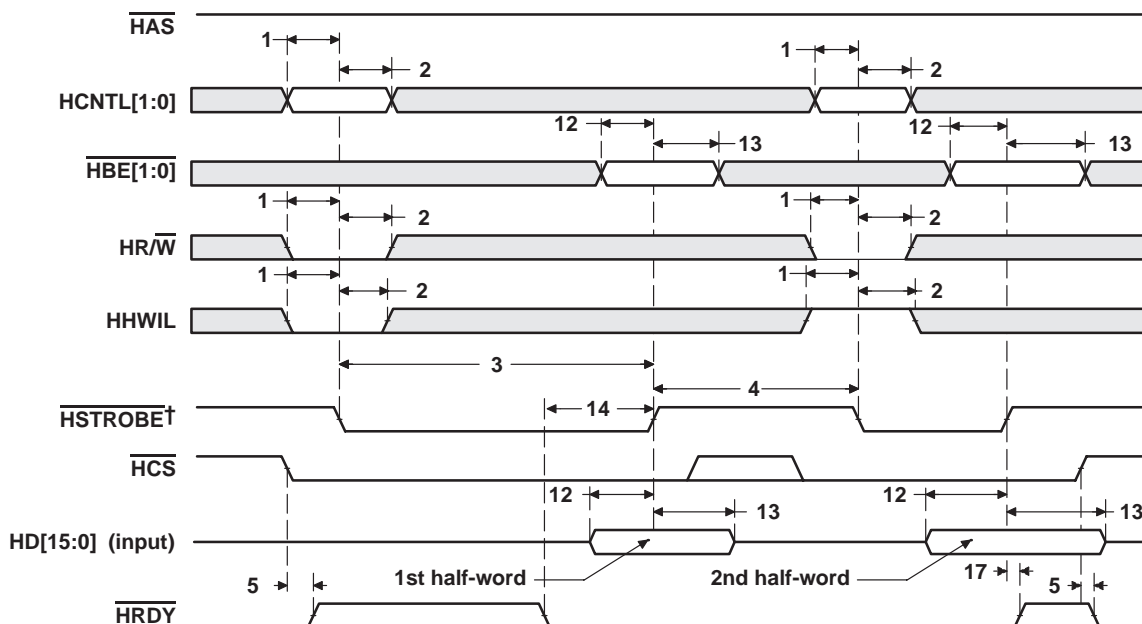 HAS
1
1
2
2
HCNTL[1:0]
12
12
13
13
HBE[1:0]
1
1
2
2
HR/W
1
1
2
2
HHWIL
3
4
14
HSTROBE†
HCS
12
12
13
13
HD[15:0] (input)
1st half-word
2nd half-word
5
17
5
HRDY